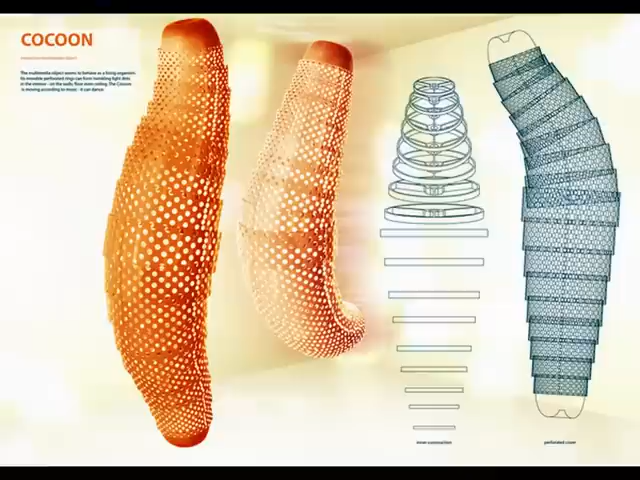 COCOON
The multimedia object seems to behave as a living organism.
Its movable perforated rings can from tumbling light dots
in the interior - on the walls, floor even ceiling. The Cocoon
is moving according to music - it can dance.
inner construction
perforated cover